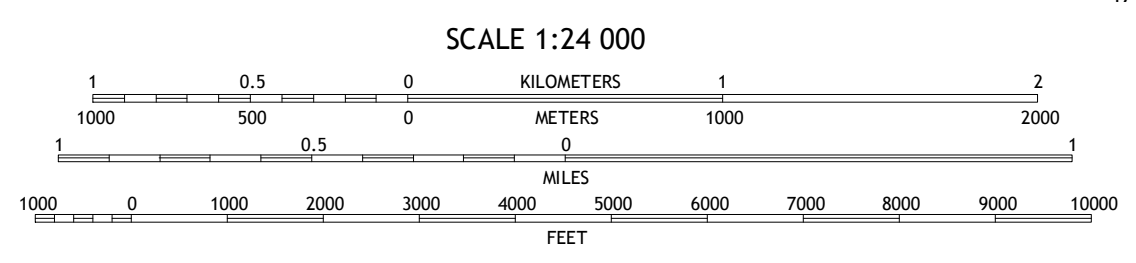 SCALE 1:24 000
1 0.5 0 KILOMETERS 1 2
1000 500 0 METERS 1000 2000
1 0.5 0 1
MILES
1000 0 1000 2000 3000 4000 5000 6000 7000 8000 9000 10000
FEET